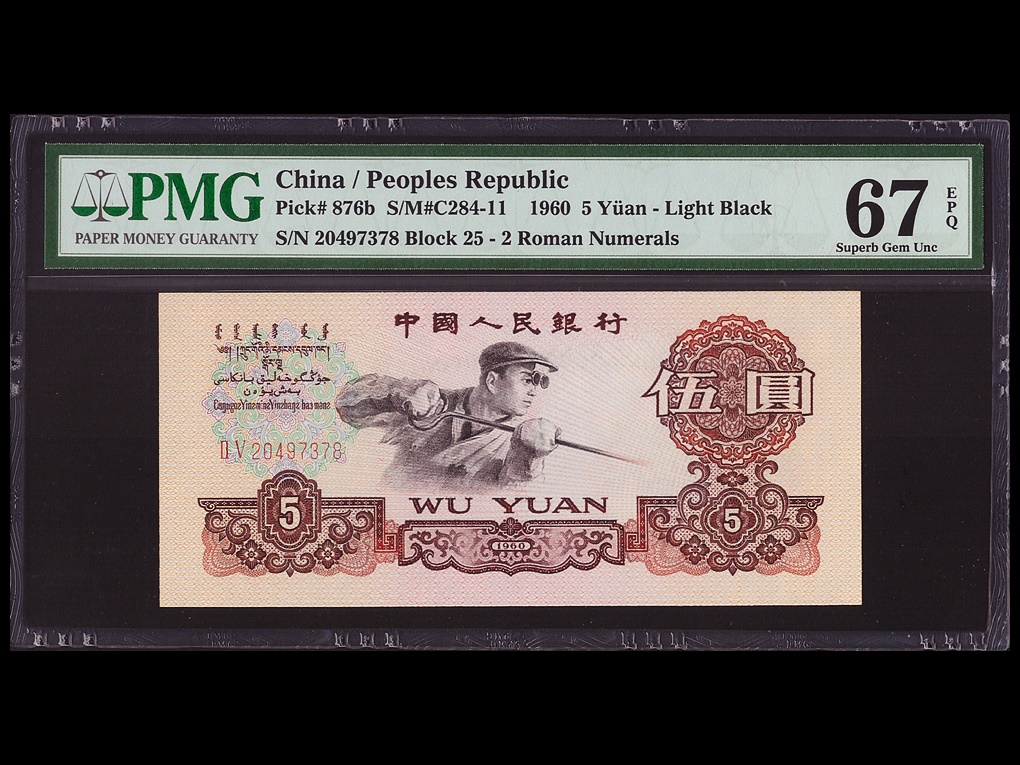 PMG
PAPER MONEY GUARANTY
China / Peoples Republic
Pick# 876b S/M#C284-11 1960 5 Yüan - Light Black
S/N 20497378 Block 25 - 2 Roman Numerals
67
EPQ
Superb Gem Unc
中國人民銀行
伍圓
II V 20497378
WU YUAN
5
1960
5